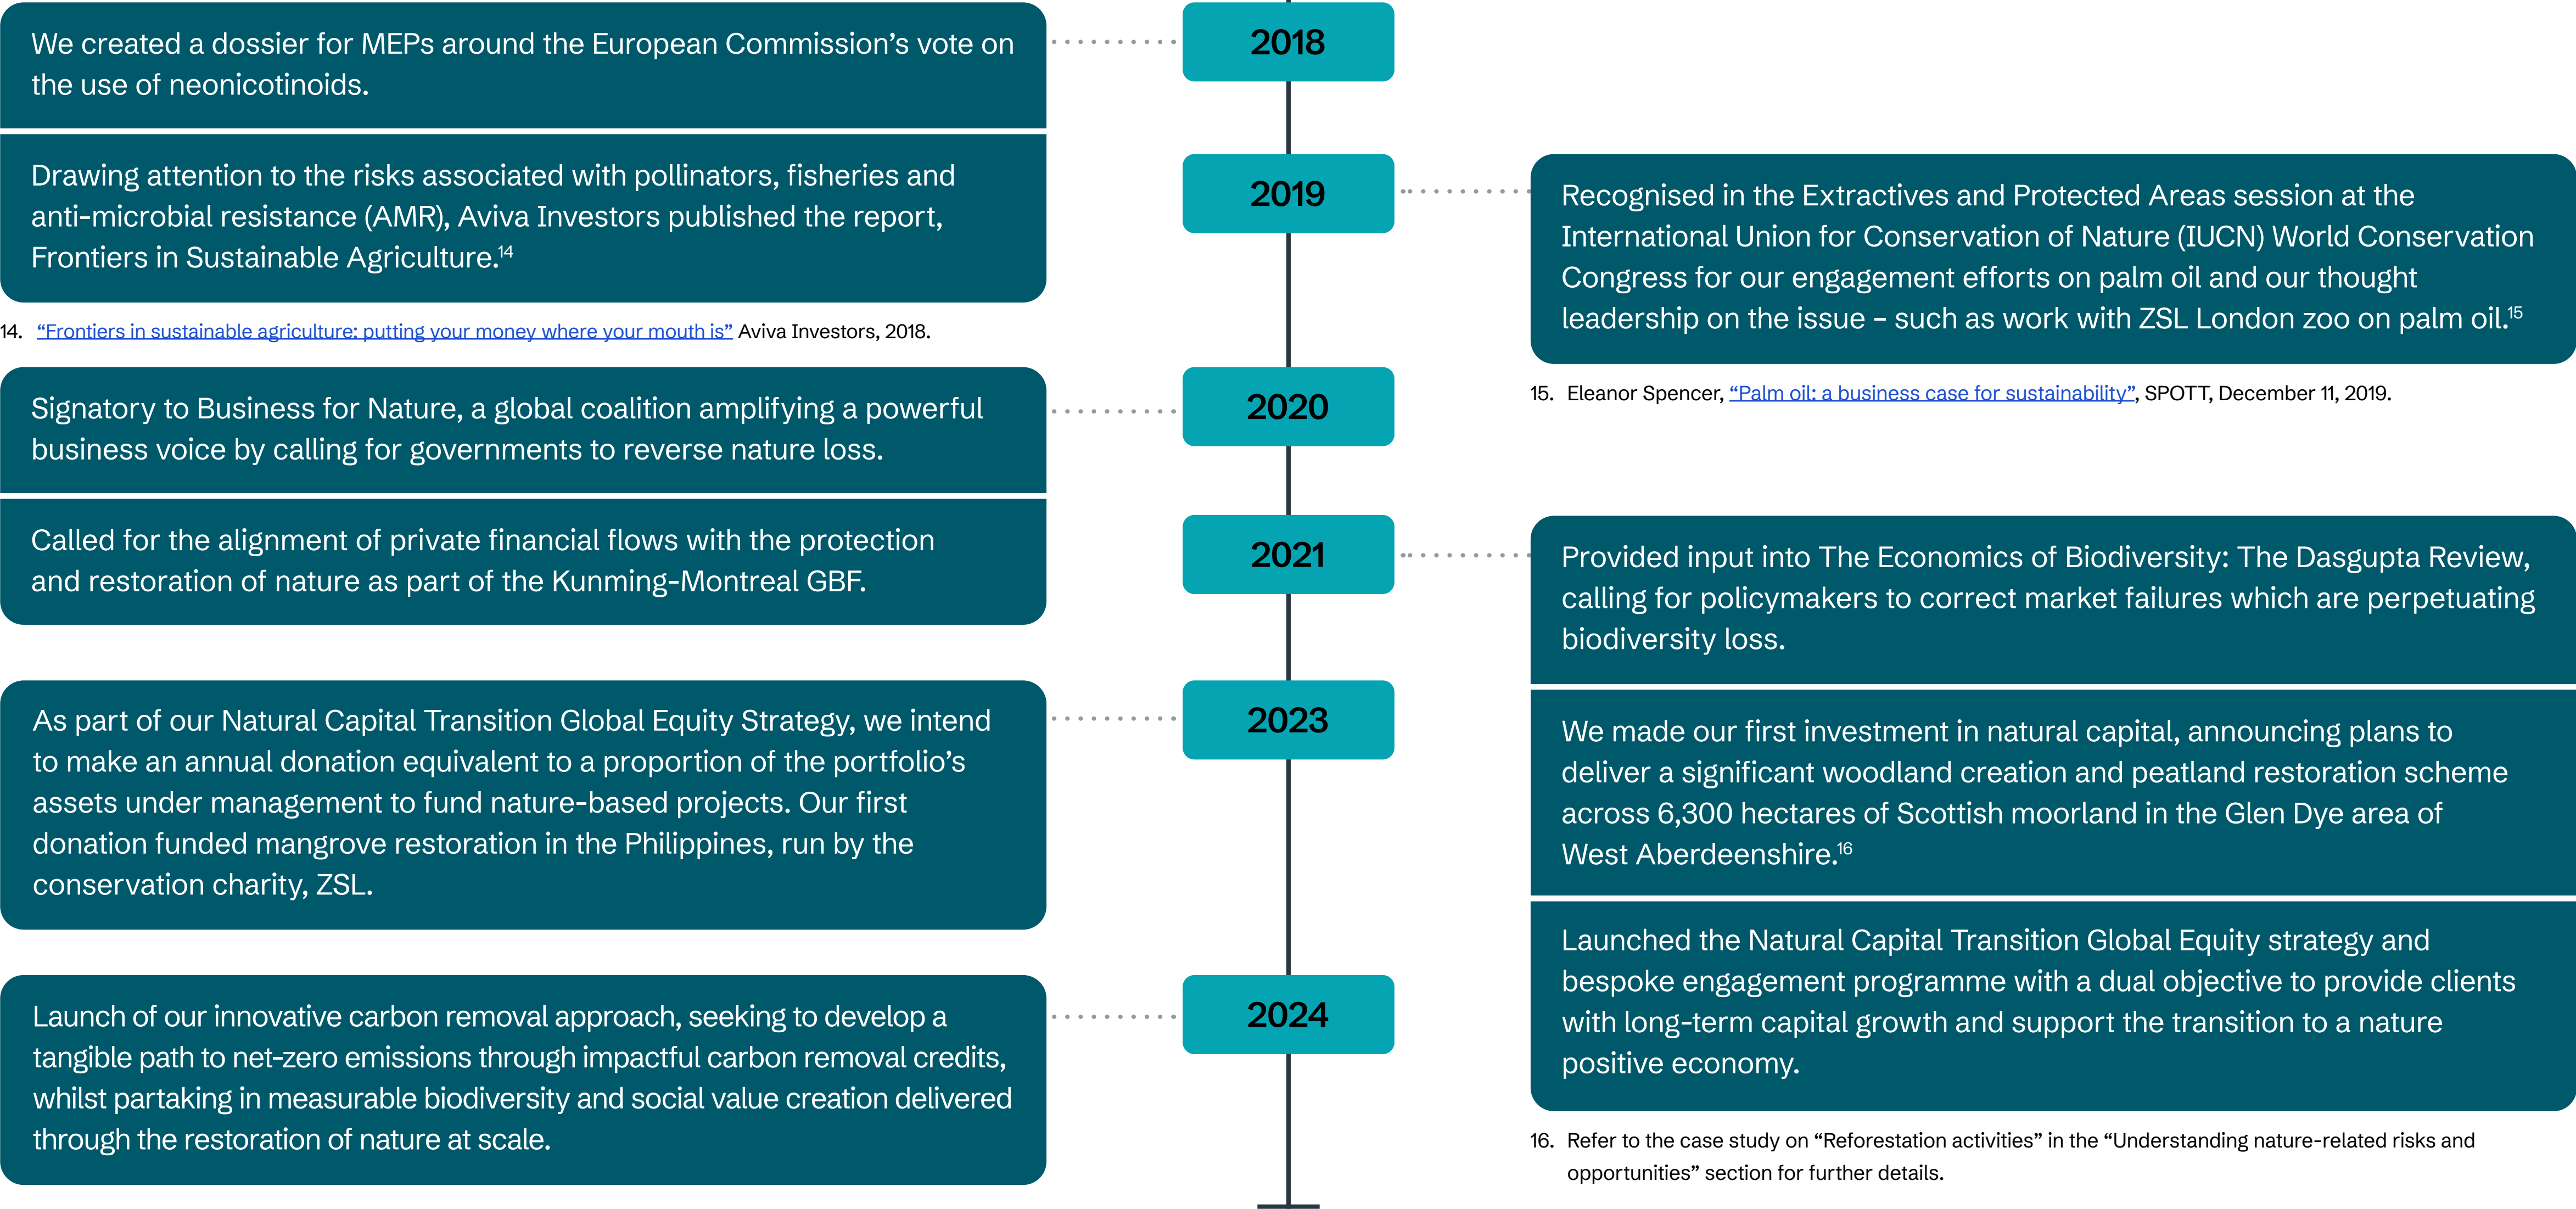 2018
We created a dossier for MEPs around the European Commission’s vote on
the use of neonicotinoids.
Drawing attention to the risks associated with pollinators, fisheries and
anti-microbial resistance (AMR), Aviva Investors published the report,
Frontiers in Sustainable Agriculture.14
14. “Frontiers in sustainable agriculture: putting your money where your mouth is” Aviva Investors, 2018.
2019
Recognised in the Extractives and Protected Areas session at the
International Union for Conservation of Nature (IUCN) World Conservation
Congress for our engagement efforts on palm oil and our thought
leadership on the issue – such as work with ZSL London zoo on palm oil.15
15. Eleanor Spencer, “Palm oil: a business case for sustainability”, SPOTT, December 11, 2019.
2020
Signatory to Business for Nature, a global coalition amplifying a powerful
business voice by calling for governments to reverse nature loss.
Called for the alignment of private financial flows with the protection
and restoration of nature as part of the Kunming-Montreal GBF.
2021
Provided input into The Economics of Biodiversity: The Dasgupta Review,
calling for policymakers to correct market failures which are perpetuating
biodiversity loss.
We made our first investment in natural capital, announcing plans to
deliver a significant woodland creation and peatland restoration scheme
across 6,300 hectares of Scottish moorland in the Glen Dye area of
West Aberdeenshire.16
Launched the Natural Capital Transition Global Equity strategy and
bespoke engagement programme with a dual objective to provide clients
with long-term capital growth and support the transition to a nature
positive economy.
16. Refer to the case study on “Reforestation activities” in the “Understanding nature-related risks and
opportunities” section for further details.
2023
As part of our Natural Capital Transition Global Equity Strategy, we intend
to make an annual donation equivalent to a proportion of the portfolio’s
assets under management to fund nature-based projects. Our first
donation funded mangrove restoration in the Philippines, run by the
conservation charity, ZSL.
2024
Launch of our innovative carbon removal approach, seeking to develop a
tangible path to net-zero emissions through impactful carbon removal credits,
whilst partaking in measurable biodiversity and social value creation delivered
through the restoration of nature at scale.